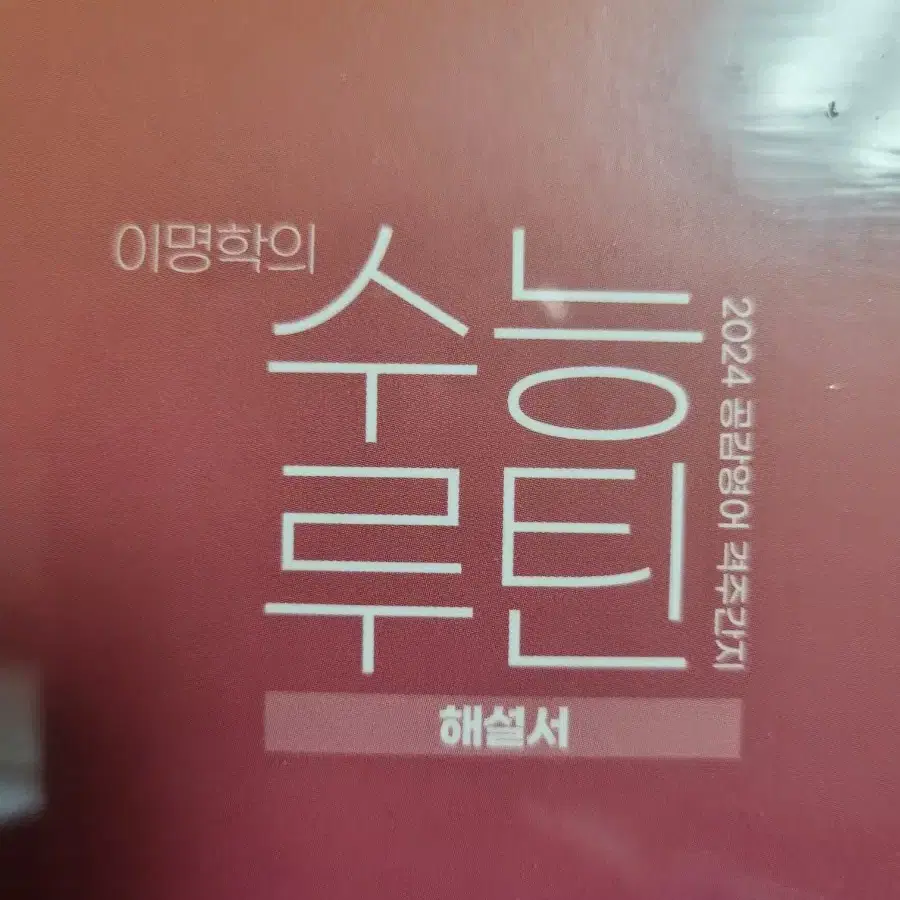 이명학의
수능
루틴
2024 공감영어 격주간지
해설서